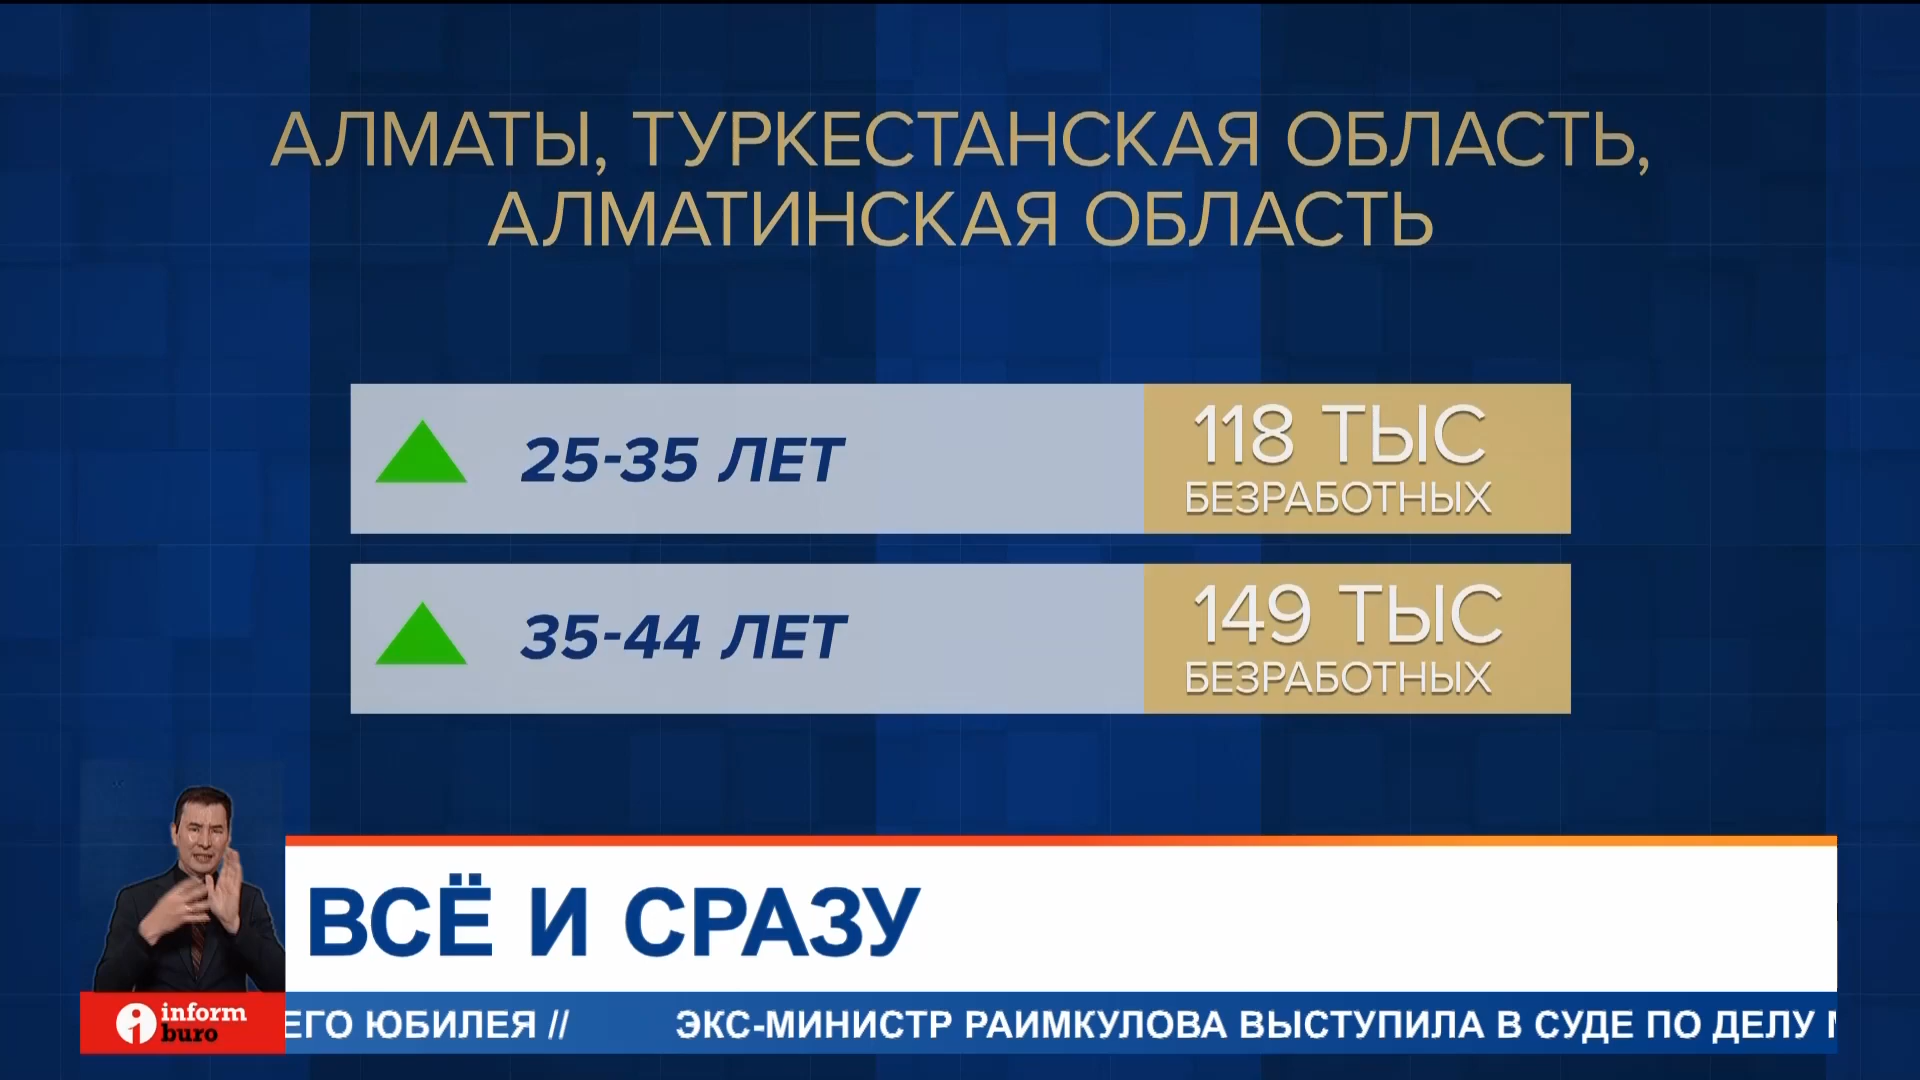 АЛМАТЫ, ТУРКЕСТАНСКАЯ ОБЛАСТЬ,
АЛМАТИНСКАЯ ОБЛАСТЬ
25-35 ЛЕТ
118 ТЫС
БЕЗРАБОТНЫХ
35-44 ЛЕТ
149 ТЫС
БЕЗРАБОТНЫХ
ВСЁ И СРАЗУ
inform
buro
ЕГО ЮБИЛЕЯ // ЭКС-МИНИСТР РАИМКУЛОВА ВЫСТУПИЛА В СУДЕ ПО ДЕЛУ